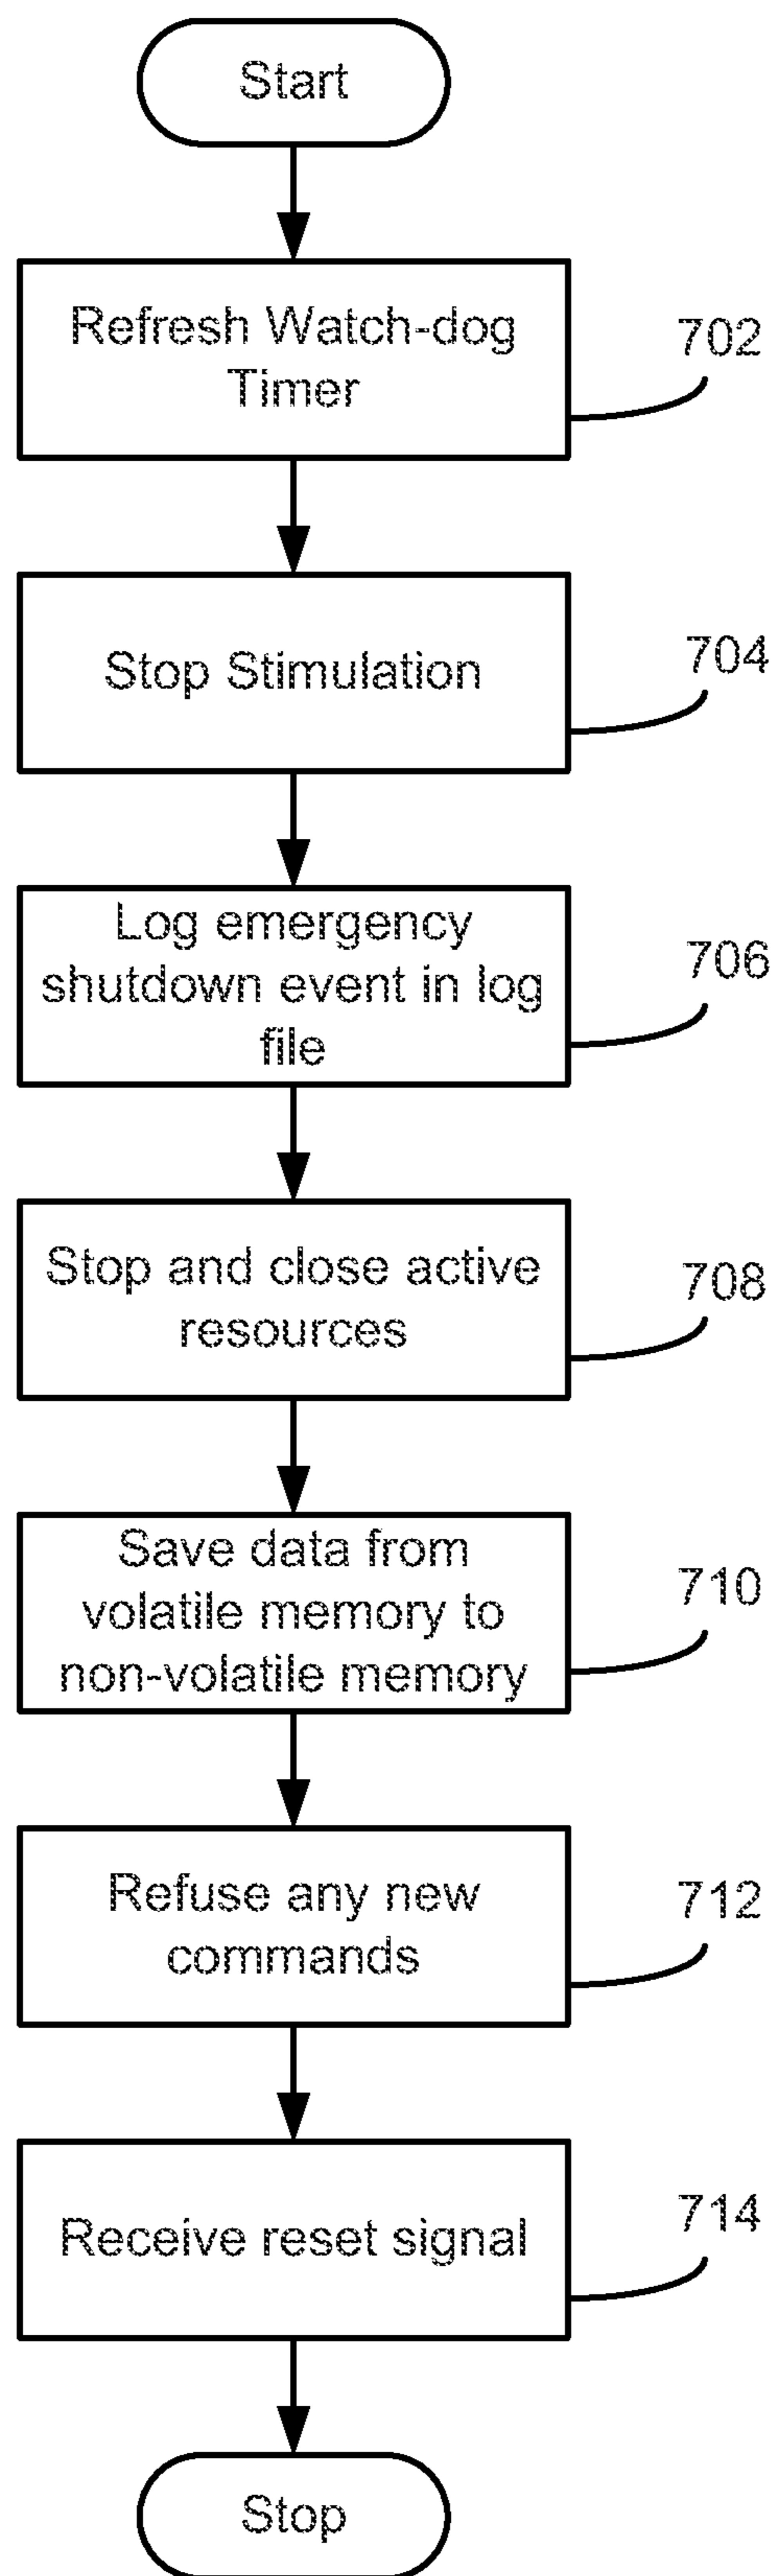 Start
Refresh Watch-dog
Timer
702
Stop Stimulation
704
Log emergency
shutdown event in log
file
706
Stop and close active
resources
708
Save data from
volatile memory to
non-volatile memory
710
Refuse any new
commands
712
Receive reset signal
714
Stop